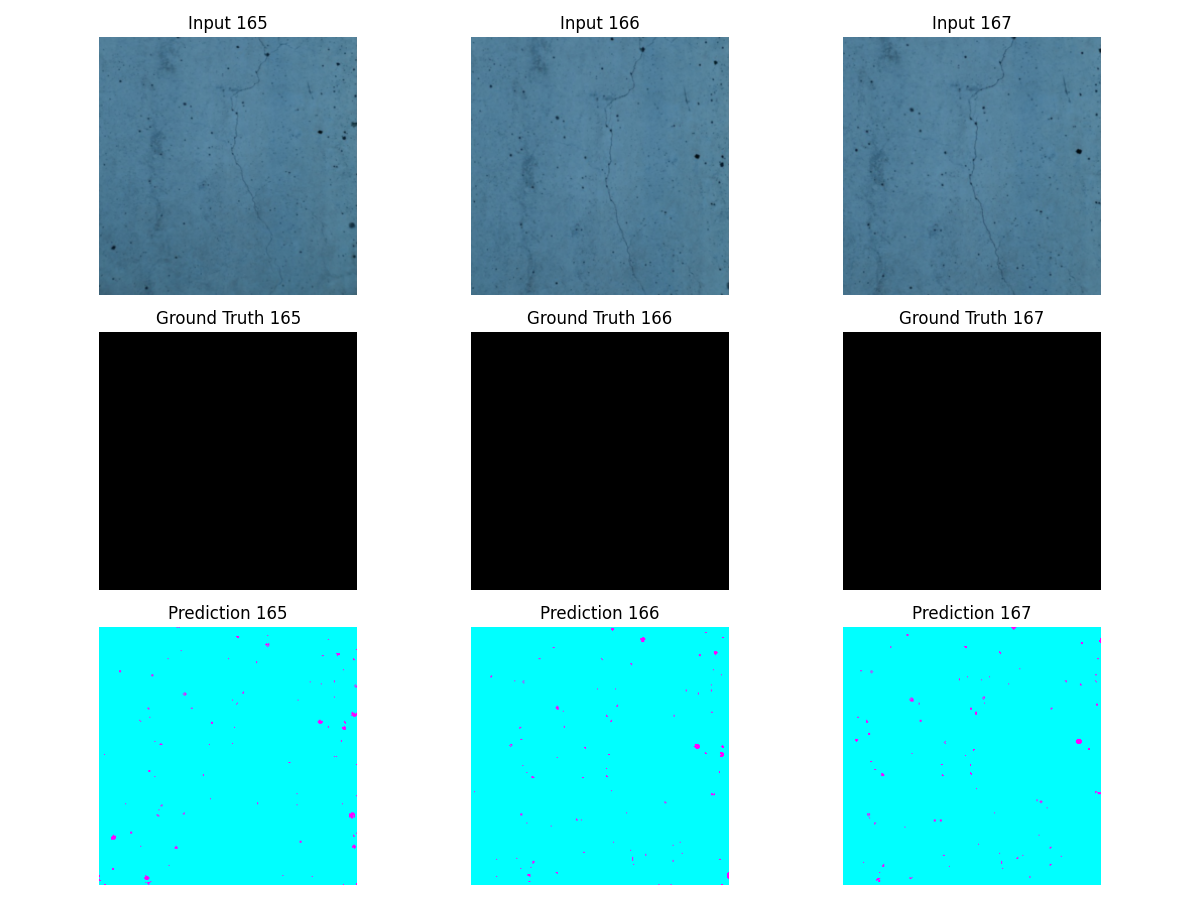 Input 165
Input 166
Input 167
Ground Truth 165
Ground Truth 166
Ground Truth 167
Prediction 165
Prediction 166
Prediction 167